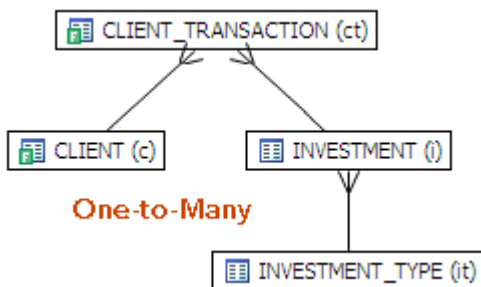 CLIENT_TRANSACTION (ct)
CLIENT (c)
INVESTMENT (i)
One-to-Many
INVESTMENT_TYPE (it)